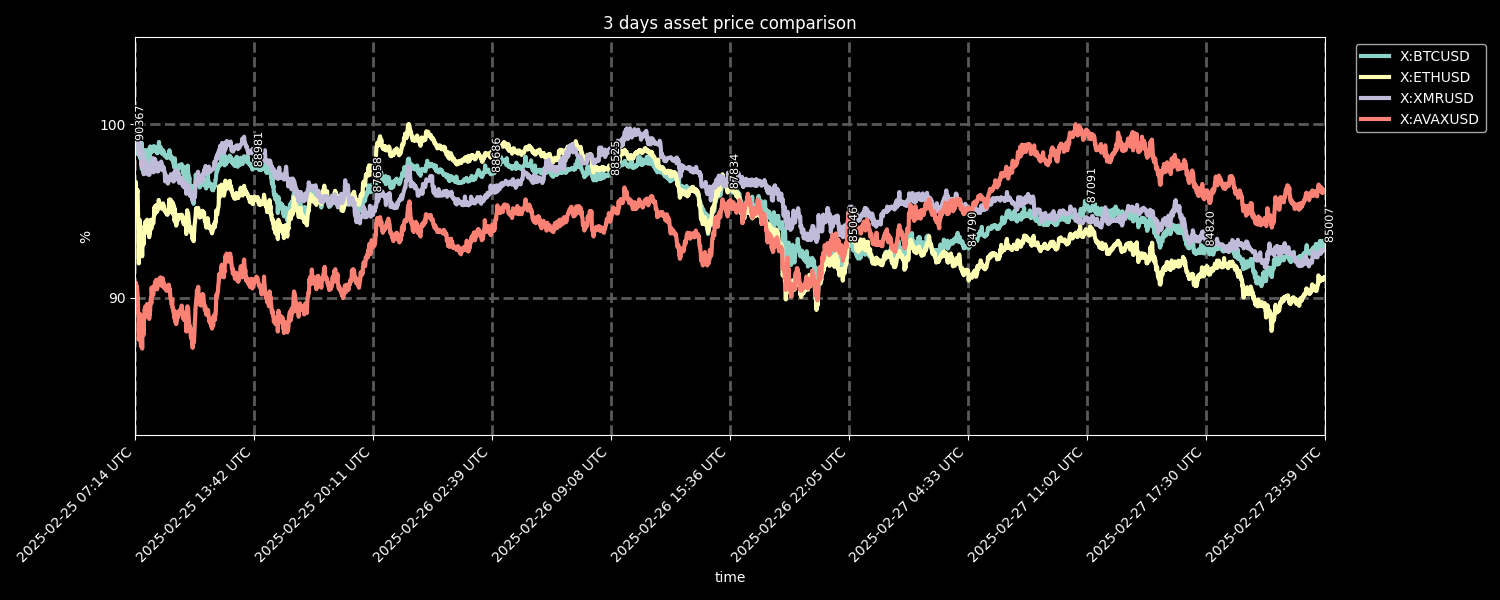 3 days asset price comparison
X:BTCUSD
X:ETHUSD
X:XMRUSD
X:AVAXUSD
100
90
%
90367
88981
87658
88686
88525
87834
85046
84790
87091
84820
85007
2025-02-25 07:14 UTC
2025-02-25 13:42 UTC
2025-02-25 20:11 UTC
2025-02-26 02:39 UTC
2025-02-26 09:08 UTC
2025-02-26 15:36 UTC
2025-02-26 22:05 UTC
2025-02-27 04:33 UTC
2025-02-27 11:02 UTC
2025-02-27 17:30 UTC
2025-02-27 23:59 UTC
time